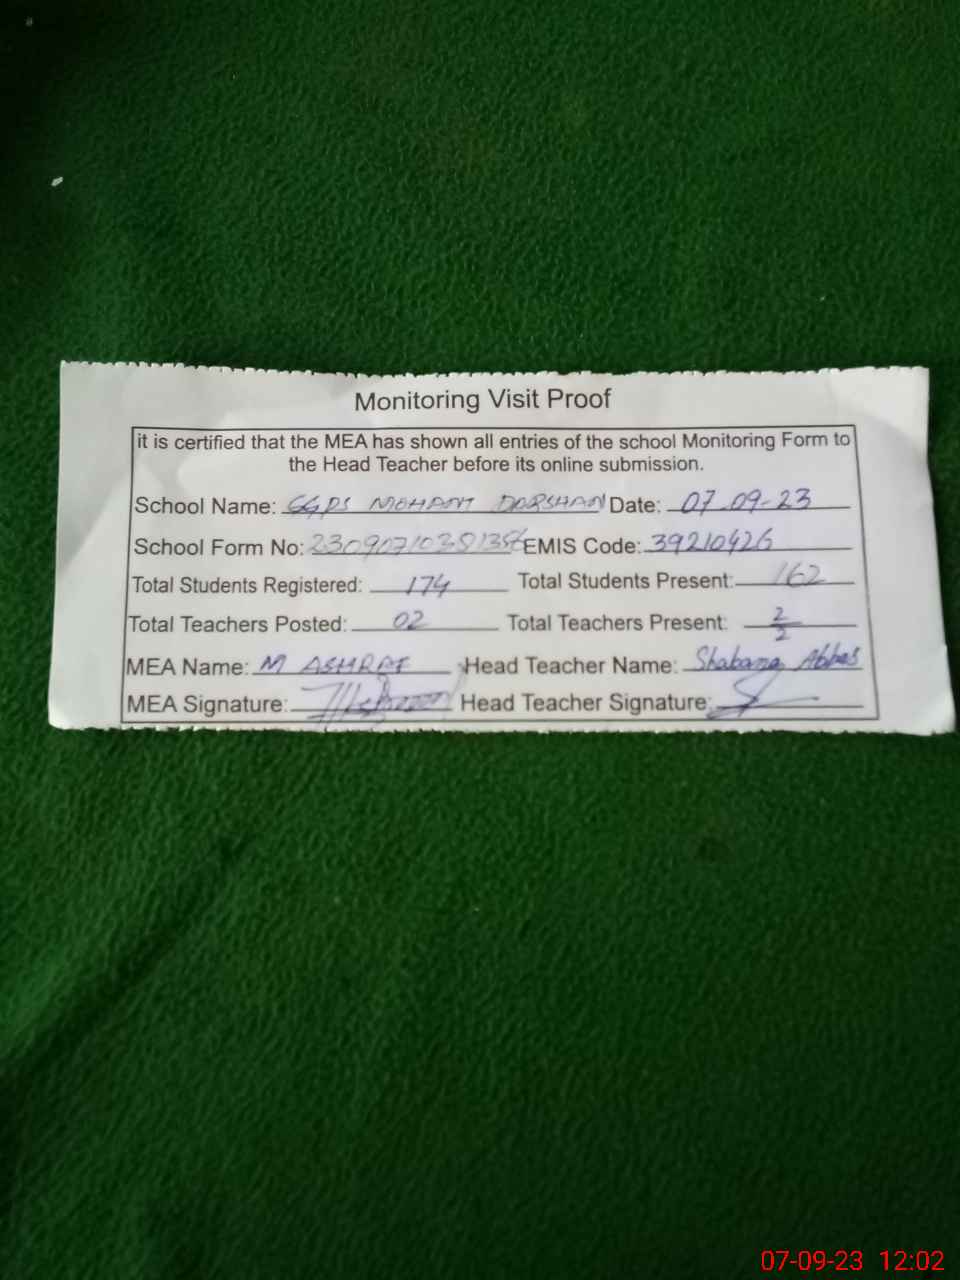 Monitoring Visit Proof
it is certified that the MEA has shown all entries of the school Monitoring Form to
the Head Teacher before its online submission.
School Name: GGPS MOHANT DARSHAN Date: 07-09-23
School Form No: EMIS Code: 39210426
Total Students Registered: 174 Total Students Present: 162
Total Teachers Posted: 02 Total Teachers Present: 2/2
MEA Name: M ASHRAF Head Teacher Name: Shabana Abbas
MEA Signature: Head Teacher Signature:
07-09-23 12:02